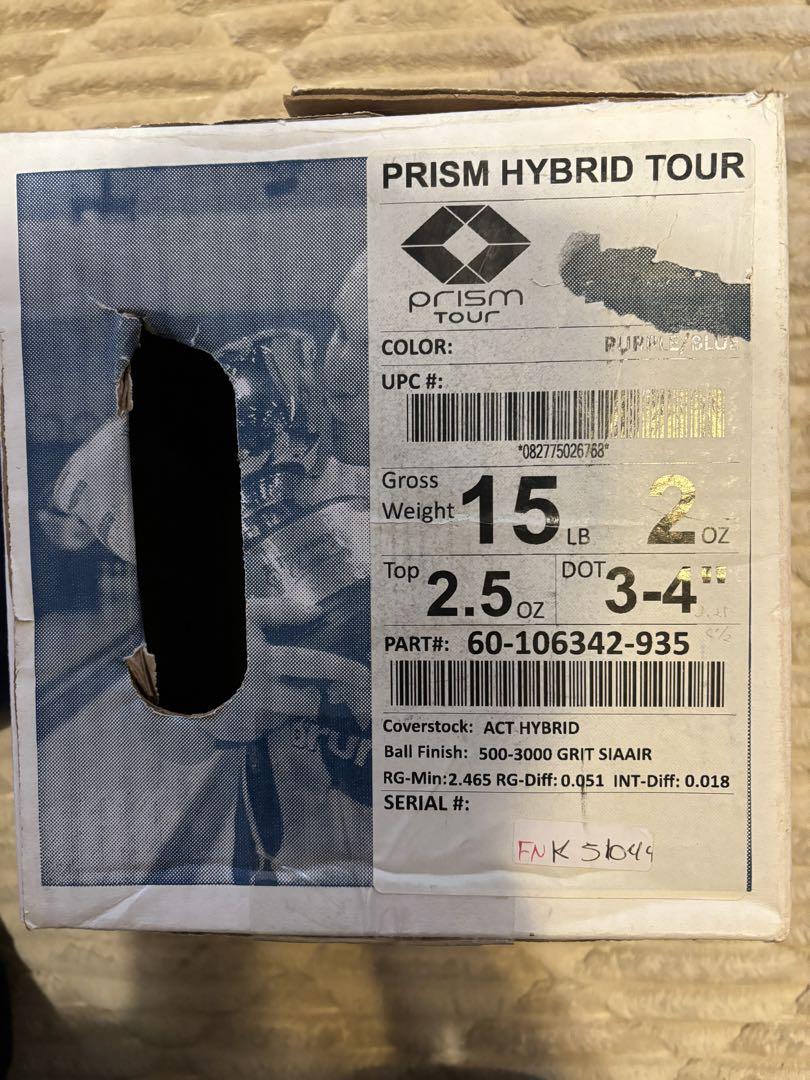 PRISM HYBRID TOUR
prism
TOUR
COLOR: PURPLE/BLUE
UPC #:
*082775026768*
Gross Weight 15 LB 2 OZ
Top 2.5 OZ DOT 3-4"
PART#: 60-106342-935
Coverstock: ACT HYBRID
Ball Finish: 500-3000 GRIT SIAAIR
RG-Min:2.465 RG-Diff: 0.051 INT-Diff: 0.018
SERIAL #:
FNK 51044